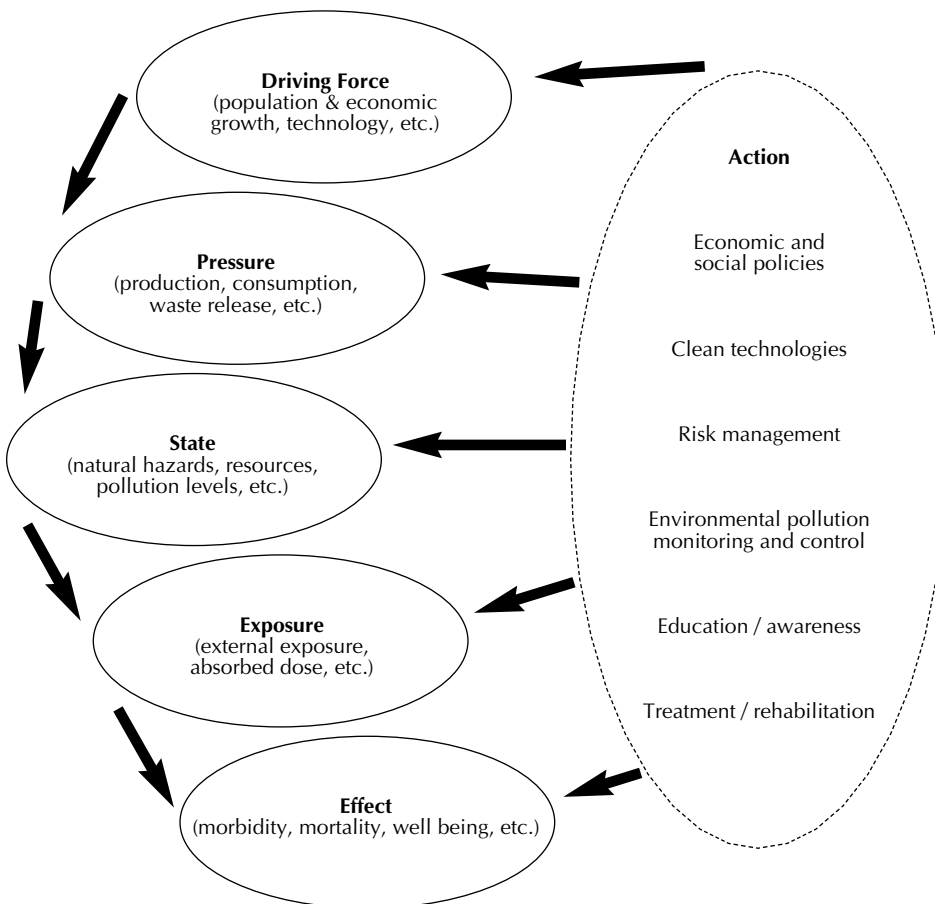 Driving Force
(population & economic
growth, technology, etc.)
Pressure
(production, consumption,
waste release, etc.)
State
(natural hazards, resources,
pollution levels, etc.)
Exposure
(external exposure,
absorbed dose, etc.)
Effect
(morbidity, mortality, well being, etc.)
Action
Economic and
social policies
Clean technologies
Risk management
Environmental pollution
monitoring and control
Education / awareness
Treatment / rehabilitation